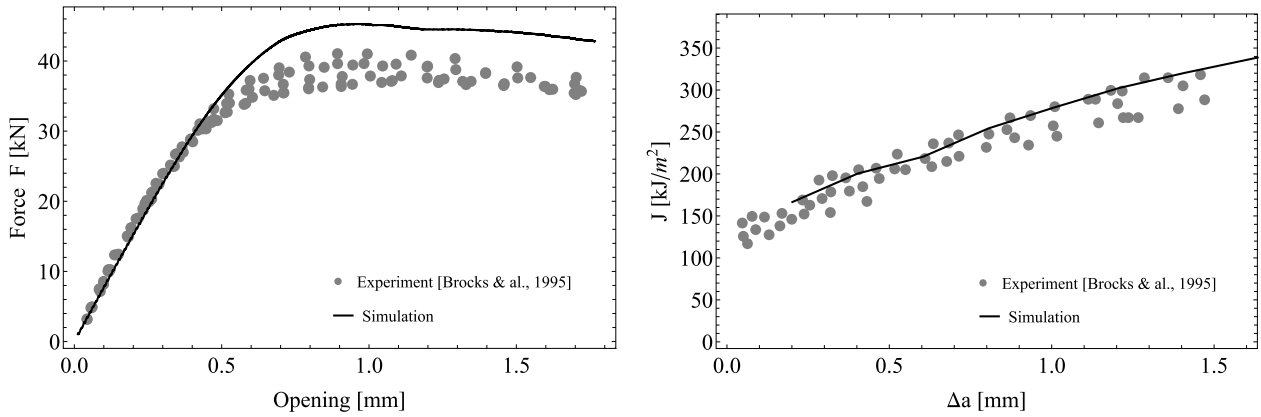 Force F [kN]
40
30
20
10
0
Experiment [Brocks & al., 1995]
Simulation
0.0 0.5 1.0 1.5
Opening [mm]
J [kJ/m²]
350
300
250
200
150
100
50
0
Experiment [Brocks & al., 1995]
Simulation
0.0 0.5 1.0 1.5
Δa [mm]